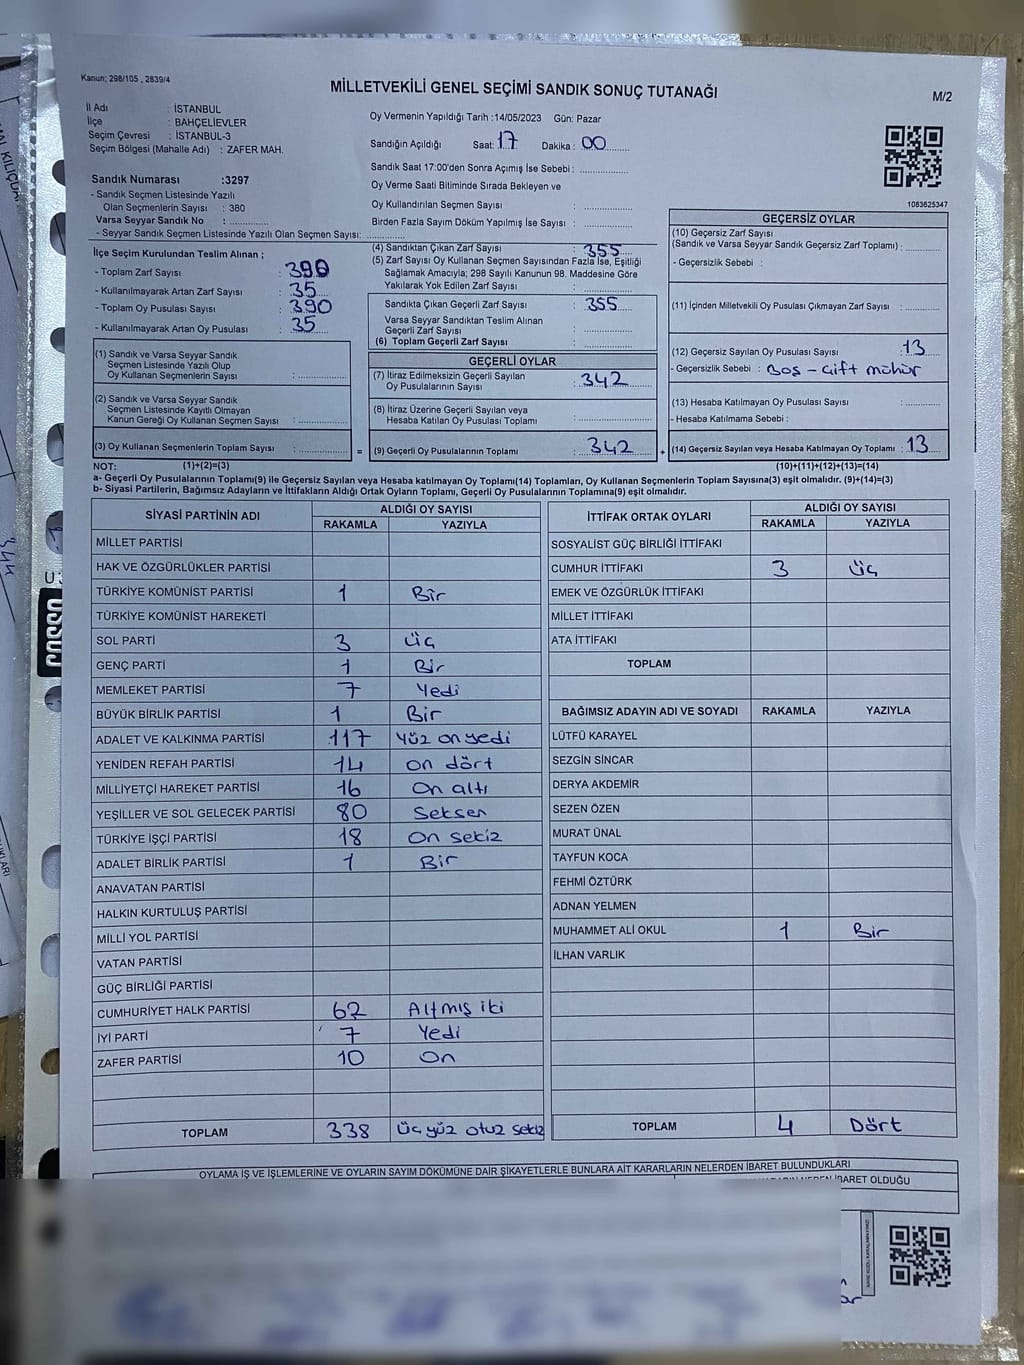 Kanun; 298/105 , 2839/4
MİLLETVEKİLİ GENEL SEÇİMİ SANDIK SONUÇ TUTANAĞI
M/2
İl Adı : İSTANBUL
İlçe : BAHÇELİEVLER
Seçim Çevresi : İSTANBUL-3
Seçim Bölgesi (Mahalle Adı) : ZAFER MAH.
Oy Vermenin Yapıldığı Tarih :14/05/2023 Gün: Pazar
Sandığın Açıldığı Saat: 17 Dakika : 00
Sandık Saat 17:00'den Sonra Açımış İse Sebebi :
Oy Verme Saati Bitiminde Sırada Bekleyen ve
Oy Kullandırılan Seçmen Sayısı :
Birden Fazla Sayım Döküm Yapılmış İse Sayısı :
1083625347
Sandık Numarası :3297
- Sandık Seçmen Listesinde Yazılı
Olan Seçmenlerin Sayısı : 380
Varsa Seyyar Sandık No :
- Seyyar Sandık Seçmen Listesinde Yazılı Olan Seçmen Sayısı:
İlçe Seçim Kurulundan Teslim Alınan ;
- Toplam Zarf Sayısı : 390
- Kullanılmayarak Artan Zarf Sayısı : 35
- Toplam Oy Pusulası Sayısı : 390
- Kullanılmayarak Artan Oy Pusulası : 35
(4) Sandıktan Çıkan Zarf Sayısı : 355
(5) Zarf Sayısı Oy Kullanan Seçmen Sayısından Fazla İse, Eşitliği
Sağlamak Amacıyla; 298 Sayılı Kanunun 98. Maddesine Göre
Yakılarak Yok Edilen Zarf Sayısı :
Sandıkta Çıkan Geçerli Zarf Sayısı : 355
Varsa Seyyar Sandıktan Teslim Alınan
Geçerli Zarf Sayısı :
(6) Toplam Geçerli Zarf Sayısı :
GEÇERSİZ OYLAR
(10) Geçersiz Zarf Sayısı
(Sandık ve Varsa Seyyar Sandık Geçersiz Zarf Toplamı) :
- Geçersizlik Sebebi :
(11) İçinden Milletvekili Oy Pusulası Çıkmayan Zarf Sayısı :
(12) Geçersiz Sayılan Oy Pusulası Sayısı : 13
- Geçersizlik Sebebi : Boş - Çift mühür
(13) Hesaba Katılmayan Oy Pusulası Sayısı :
- Hesaba Katılmama Sebebi :
(1) Sandık ve Varsa Seyyar Sandık
Seçmen Listesinde Yazılı Olup
Oy Kullanan Seçmenlerin Sayısı :
(2) Sandık ve Varsa Seyyar Sandık
Seçmen Listesinde Kayıtlı Olmayan
Kanun Gereği Oy Kullanan Seçmen Sayısı :
GEÇERLİ OYLAR
(7) İtiraz Edilmeksizin Geçerli Sayılan
Oy Pusulalarının Sayısı : 342
(8) İtiraz Üzerine Geçerli Sayılan veya
Hesaba Katılan Oy Pusulası Toplamı :
(3) Oy Kullanan Seçmenlerin Toplam Sayısı : = (9) Geçerli Oy Pusulalarının Toplamı : 342 + (14) Geçersiz Sayılan veya Hesaba Katılmayan Oy Toplamı : 13
NOT: (1)+(2)=(3) (10)+(11)+(12)+(13)=(14)
a- Geçerli Oy Pusulalarının Toplamı(9) ile Geçersiz Sayılan veya Hesaba katılmayan Oy Toplamı(14) Toplamları, Oy Kullanan Seçmenlerin Toplam Sayısına(3) eşit olmalıdır. (9)+(14)=(3)
b- Siyasi Partilerin, Bağımsız Adayların ve İttifakların Aldığı Ortak Oyların Toplamı, Geçerli Oy Pusulalarının Toplamına(9) eşit olmalıdır.
SİYASİ PARTİNİN ADI ALDIĞI OY SAYISI
RAKAMLA YAZIYLA
MİLLET PARTİSİ
HAK VE ÖZGÜRLÜKLER PARTİSİ
TÜRKİYE KOMÜNİST PARTİSİ 1 Bir
TÜRKİYE KOMÜNİST HAREKETİ
SOL PARTİ 3 üç
GENÇ PARTİ 1 Bir
MEMLEKET PARTİSİ 7 Yedi
BÜYÜK BİRLİK PARTİSİ 1 Bir
ADALET VE KALKINMA PARTİSİ 117 Yüz on yedi
YENİDEN REFAH PARTİSİ 14 on dört
MİLLİYETÇİ HAREKET PARTİSİ 16 On altı
YEŞİLLER VE SOL GELECEK PARTİSİ 80 Seksen
TÜRKİYE İŞÇİ PARTİSİ 18 On sekiz
ADALET BİRLİK PARTİSİ 1 Bir
ANAVATAN PARTİSİ
HALKIN KURTULUŞ PARTİSİ
MİLLİ YOL PARTİSİ
VATAN PARTİSİ
GÜÇ BİRLİĞİ PARTİSİ
CUMHURİYET HALK PARTİSİ 62 Altmış iki
İYİ PARTİ 7 Yedi
ZAFER PARTİSİ 10 On
TOPLAM 338 üç yüz otuz sekiz
İTTİFAK ORTAK OYLARI ALDIĞI OY SAYISI
RAKAMLA YAZIYLA
SOSYALİST GÜÇ BİRLİĞİ İTTİFAKI
CUMHUR İTTİFAKI 3 üç
EMEK VE ÖZGÜRLÜK İTTİFAKI
MİLLET İTTİFAKI
ATA İTTİFAKI
TOPLAM
BAĞIMSIZ ADAYIN ADI VE SOYADI RAKAMLA YAZIYLA
LÜTFÜ KARAYEL
SEZGİN SİNCAR
DERYA AKDEMİR
SEZEN ÖZEN
MURAT ÜNAL
TAYFUN KOCA
FEHMİ ÖZTÜRK
ADNAN YELMEN
MUHAMMET ALİ OKUL 1 Bir
İLHAN VARLIK
TOPLAM 4 Dört
OYLAMA İŞ VE İŞLEMLERİNE VE OYLARIN SAYIM DÖKÜMÜNE DAİR ŞİKAYETLERLE BUNLARA AİT KARARLARIN NELERDEN İBARET BULUNDUKLARI
İBARET OLDUĞU